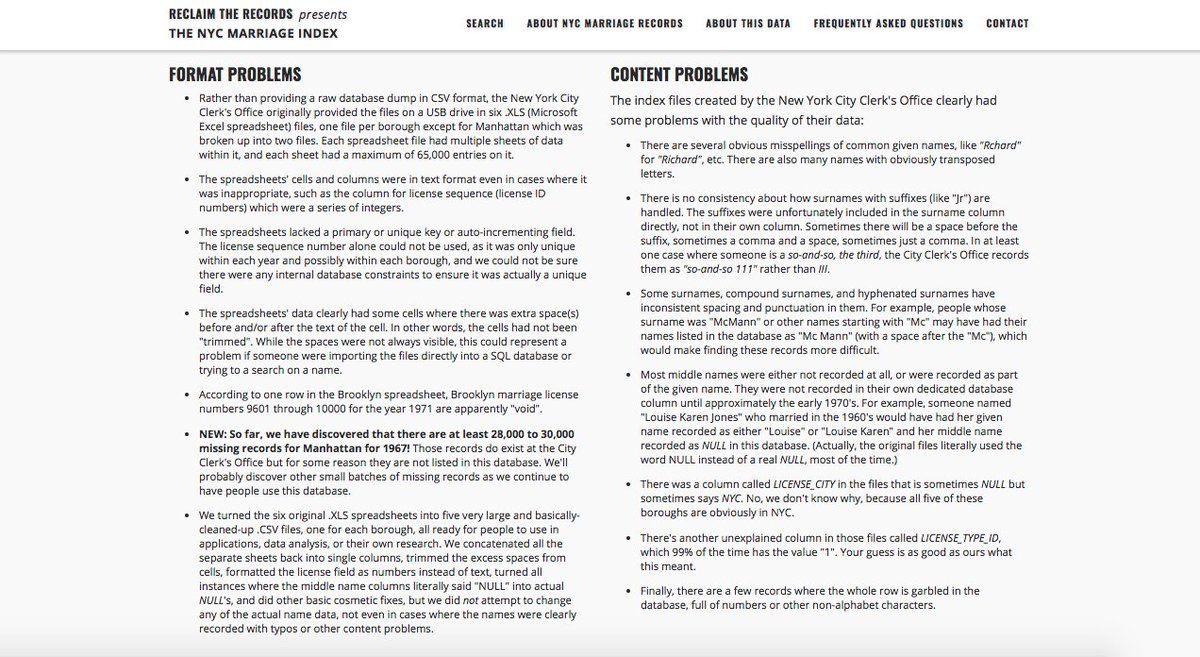 RECLAIM THE RECORDS presents
THE NYC MARRIAGE INDEX
SEARCH
ABOUT NYC MARRIAGE RECORDS
ABOUT THIS DATA
FREQUENTLY ASKED QUESTIONS
CONTACT
FORMAT PROBLEMS
• Rather than providing a raw database dump in CSV format, the New York City
Clerk's Office originally provided the files on a USB drive in six .XLS (Microsoft
Excel spreadsheet) files, one file per borough except for Manhattan which was
broken up into two files. Each spreadsheet file had multiple sheets of data
within it, and each sheet had a maximum of 65,000 entries on it.
• The spreadsheets' cells and columns were in text format even in cases where it
was inappropriate, such as the column for license sequence (license ID
numbers) which were a series of integers.
• The spreadsheets lacked a primary or unique key or auto-incrementing field.
The license sequence number alone could not be used, as it was only unique
within each year and possibly within each borough, and we could not be sure
there were any internal database constraints to ensure it was actually a unique
field.
• The spreadsheets' data clearly had some cells where there was extra space(s)
before and/or after the text of the cell. In other words, the cells had not been
"trimmed". While the spaces were not always visible, this could represent a
problem if someone were importing the files directly into a SQL database or
trying to a search on a name.
• According to one row in the Brooklyn spreadsheet, Brooklyn marriage license
numbers 9601 through 10000 for the year 1971 are apparently "void".
• NEW: So far, we have discovered that there are at least 28,000 to 30,000
missing records for Manhattan for 1967! Those records do exist at the City
Clerk's Office but for some reason they are not listed in this database. We'll
probably discover other small batches of missing records as we continue to
have people use this database.
• We turned the six original .XLS spreadsheets into five very large and basically-
cleaned-up .CSV files, one for each borough, all ready for people to use in
applications, data analysis, or their own research. We concatenated all the
separate sheets back into single columns, trimmed the excess spaces from
cells, formatted the license field as numbers instead of text, turned all
instances where the middle name columns literally said "NULL" into actual
NULL's, and did other basic cosmetic fixes, but we did not attempt to change
any of the actual name data, not even in cases where the names were clearly
recorded with typos or other content problems.
CONTENT PROBLEMS
The index files created by the New York City Clerk's Office clearly had
some problems with the quality of their data:
• There are several obvious misspellings of common given names, like "Rchard"
for "Richard", etc. There are also many names with obviously transposed
letters.
• There is no consistency about how surnames with suffixes (like "Jr") are
handled. The suffixes were unfortunately included in the surname column
directly, not in their own column. Sometimes there will be a space before the
suffix, sometimes a comma and a space, sometimes just a comma. In at least
one case where someone is a so-and-so, the third, the City Clerk's Office records
them as "so-and-so 111" rather than III.
• Some surnames, compound surnames, and hyphenated surnames have
inconsistent spacing and punctuation in them. For example, people whose
surname was "McMann" or other names starting with "Mc" may have had their
names listed in the database as "Mc Mann" (with a space after the "Mc"), which
would make finding these records more difficult.
• Most middle names were either not recorded at all, or were recorded as part
of the given name. They were not recorded in their own dedicated database
column until approximately the early 1970's. For example, someone named
"Louise Karen Jones" who married in the 1960's would have had her given
name recorded as either "Louise" or "Louise Karen" and her middle name
recorded as NULL in this database. (Actually, the original files literally used the
word NULL instead of a real NULL, most of the time.)
• There was a column called LICENSE_CITY in the files that is sometimes NULL but
sometimes says NYC. No, we don't know why, because all five of these
boroughs are obviously in NYC.
• There's another unexplained column in those files called LICENSE_TYPE_ID,
which 99% of the time has the value "1". Your guess is as good as ours what
this meant.
• Finally, there are a few records where the whole row is garbled in the
database, full of numbers or other non-alphabet characters.